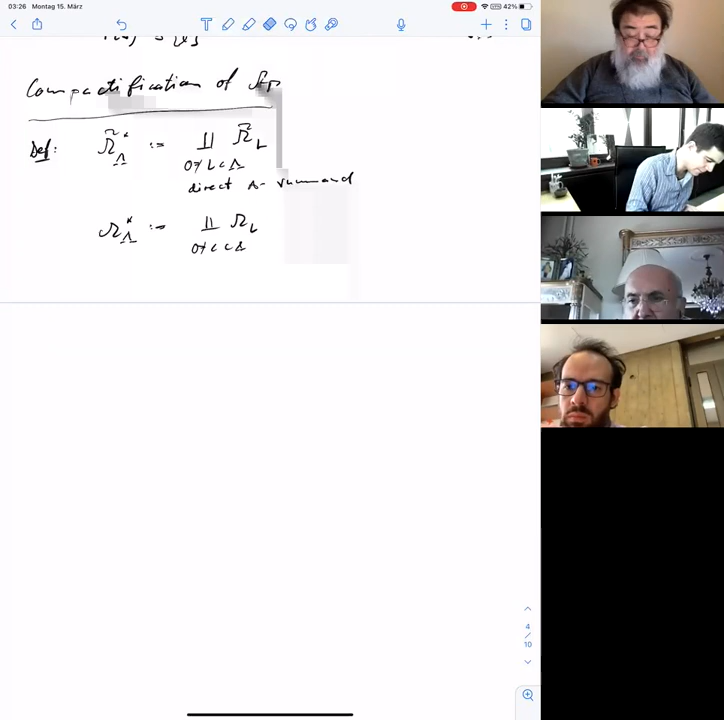 03:26 Montag 15. März
42%
Compactification of
Def: Ω̃*_Λ := ∐ Ω̃_L
0≠L⊂Λ
direct A-summand
Ω*_Λ := ∐ Ω_L
0≠L⊂Λ
4
/
10